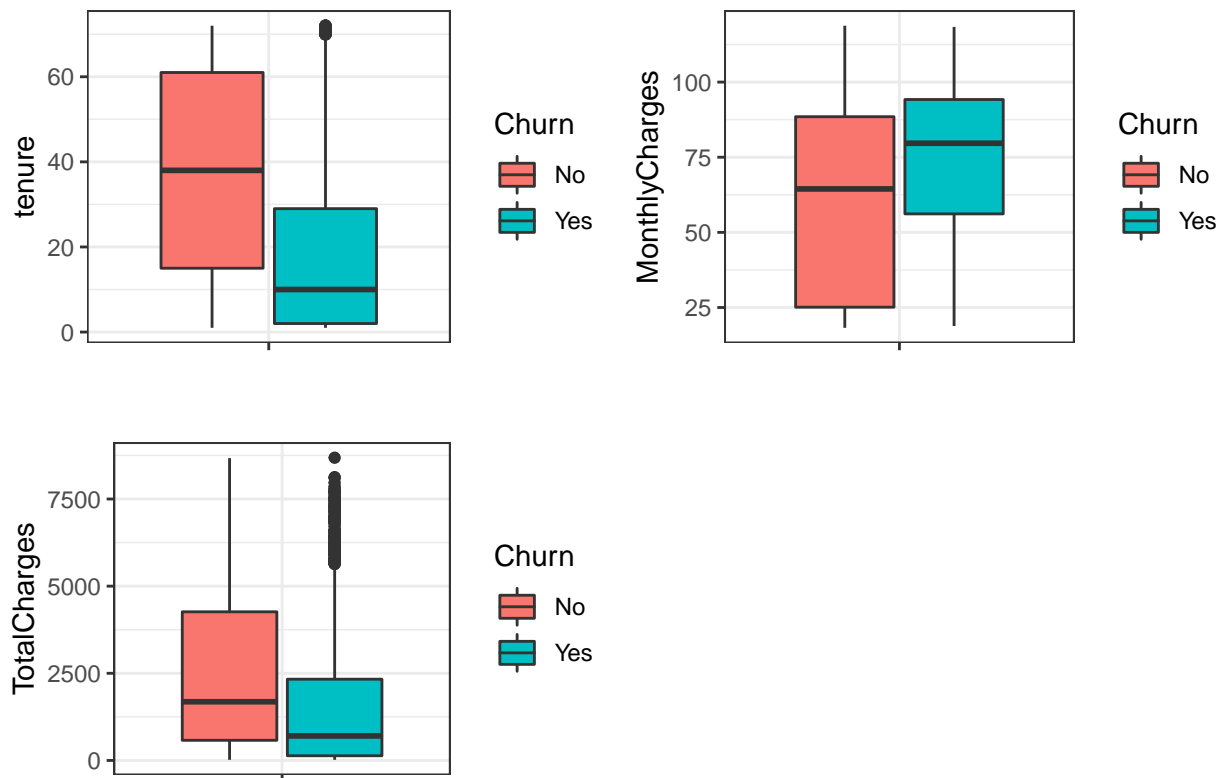 tenure
60
40
20
0
Churn
No
Yes
MonthlyCharges
100
75
50
25
Churn
No
Yes
TotalCharges
7500
5000
2500
0
Churn
No
Yes